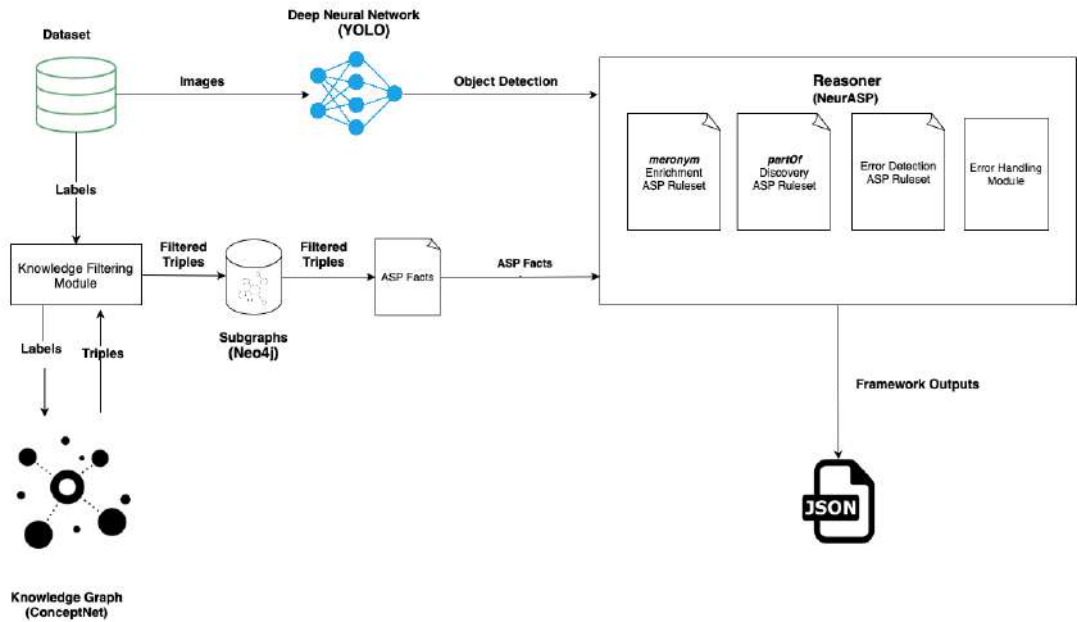 Deep Neural Network
(YOLO)
Dataset
Images
Object Detection
Reasoner
(NeurASP)
meronym
Enrichment
ASP Ruleset
partOf
Discovery
ASP Ruleset
Error Detection
ASP Ruleset
Error Handling
Module
Labels
Knowledge Filtering
Module
Filtered
Triples
Filtered
Triples
ASP Facts
ASP Facts
Subgraphs
(Neo4j)
Labels
Triples
Framework Outputs
JSON
Knowledge Graph
(ConceptNet)